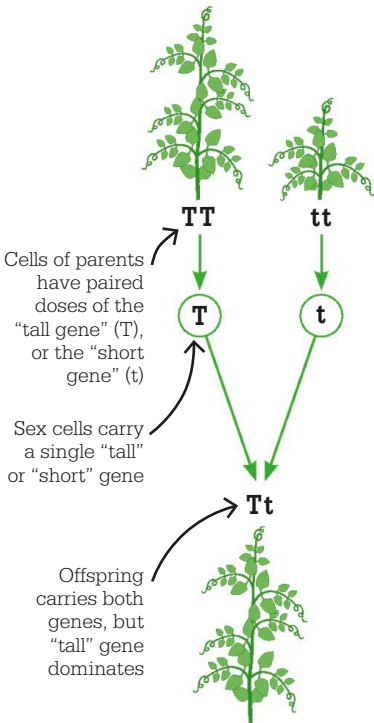 TT
tt
Cells of parents
have paired
doses of the
“tall gene” (T),
or the “short
gene” (t)
T
t
Sex cells carry
a single “tall”
or “short” gene
Tt
Offspring
carries both
genes, but
“tall” gene
dominates